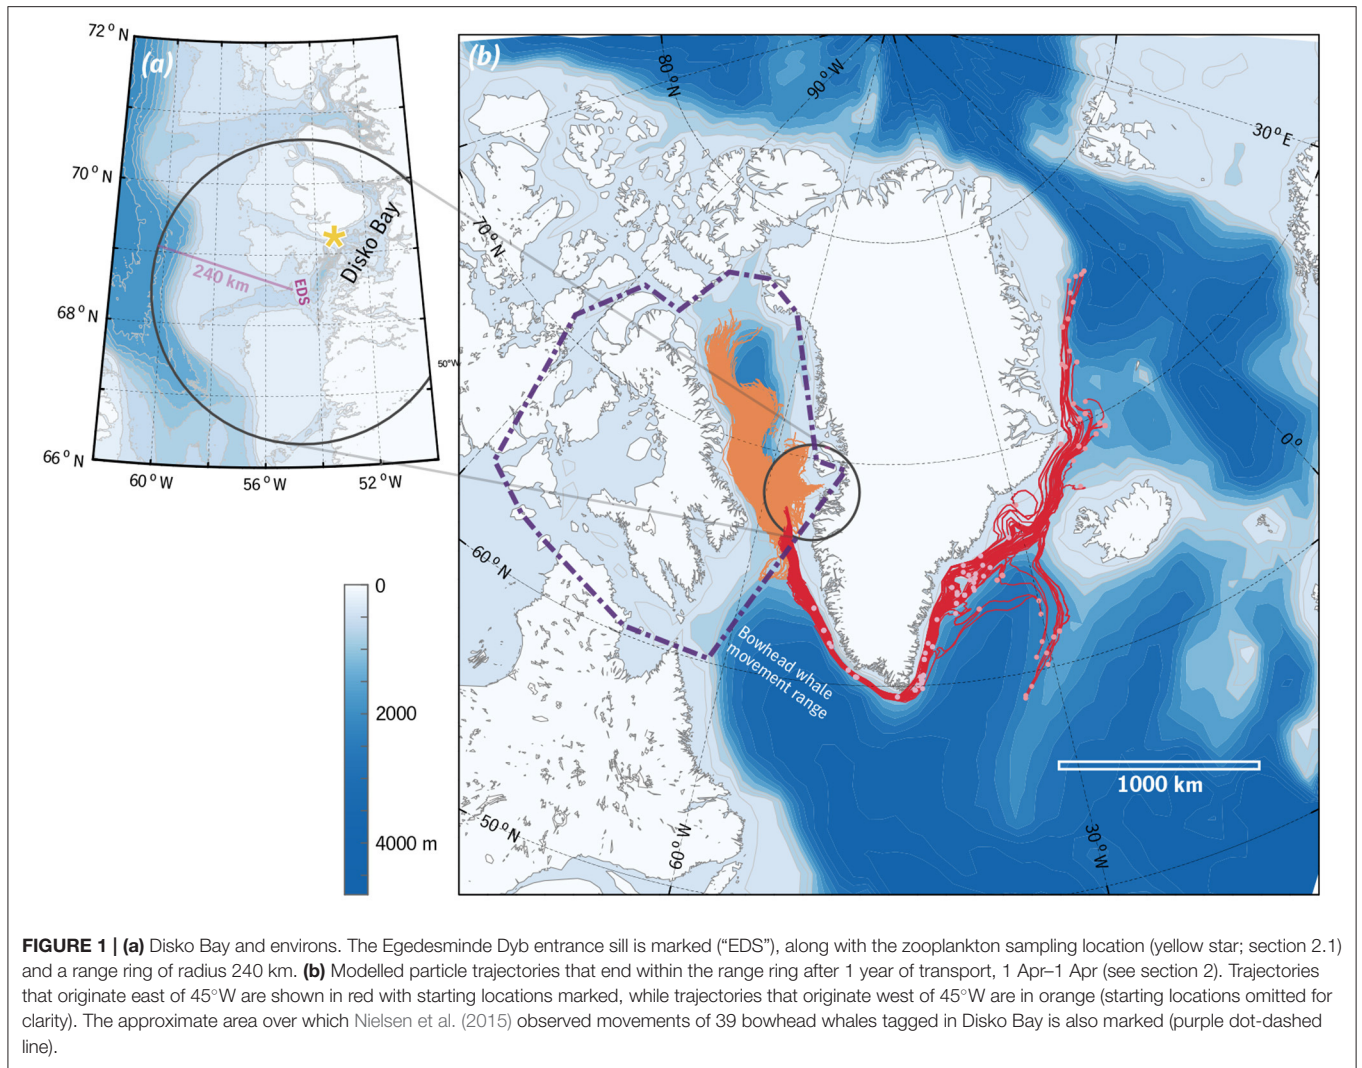 72° N
70° N
68° N
66° N
60° W
56° W
52° W
50°W
(a)
240 km
EDS
Disko Bay
(b)
80° N
90° W
30° E
70° N
0°
60° N
50° N
60° W
30° W
Bowhead whale
movement range
1000 km
0
2000
4000 m
FIGURE 1 | (a) Disko Bay and environs. The Egedesminde Dyb entrance sill is marked (“EDS”), along with the zooplankton sampling location (yellow star; section 2.1)
and a range ring of radius 240 km. (b) Modelled particle trajectories that end within the range ring after 1 year of transport, 1 Apr–1 Apr (see section 2). Trajectories
that originate east of 45°W are shown in red with starting locations marked, while trajectories that originate west of 45°W are in orange (starting locations omitted for
clarity). The approximate area over which Nielsen et al. (2015) observed movements of 39 bowhead whales tagged in Disko Bay is also marked (purple dot-dashed
line).